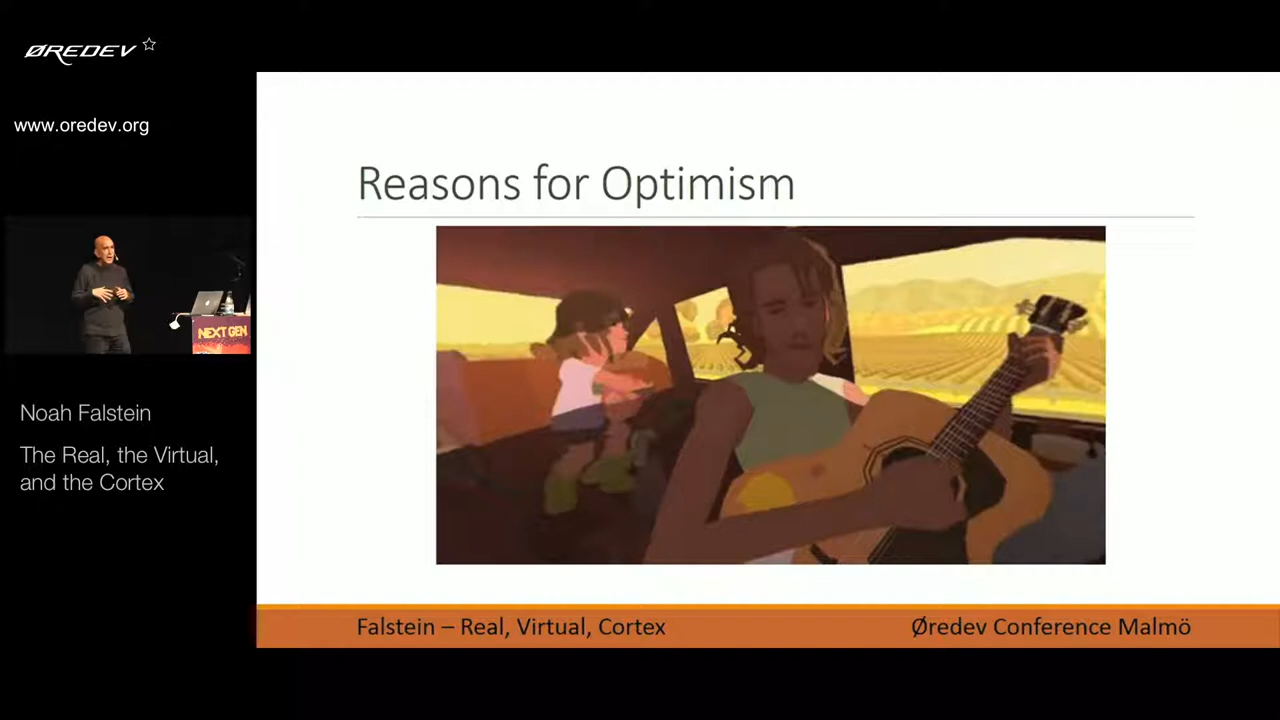 ØREDEV
www.oredev.org
Reasons for Optimism
NEXT GEN
Noah Falstein
The Real, the Virtual,
and the Cortex
Falstein – Real, Virtual, Cortex
Øredev Conference Malmö